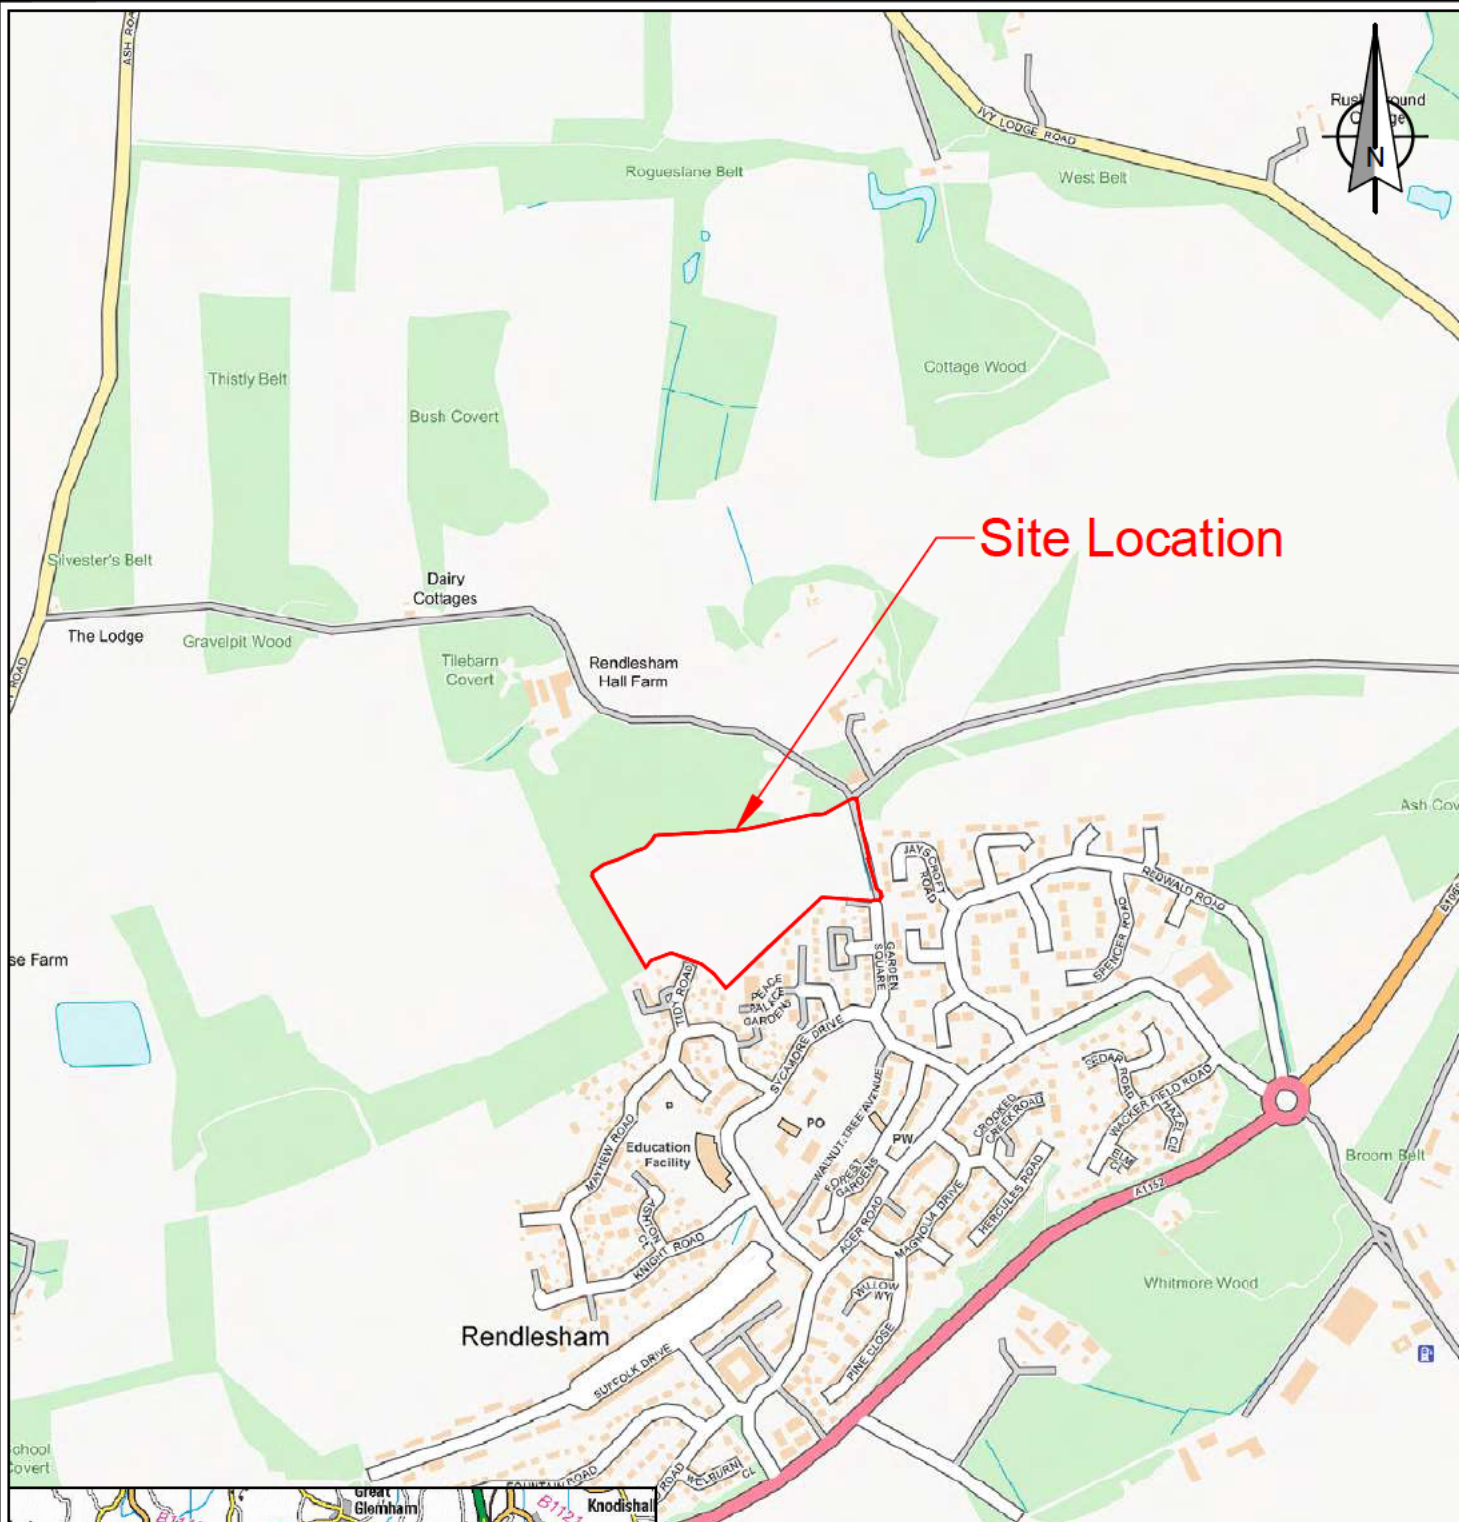 ASH ROAD
IVY LODGE ROAD
N
Rogueslane Belt
West Belt
Thistly Belt
Bush Covert
Cottage Wood
Site Location
Silvester's Belt
Dairy
Cottages
The Lodge
Gravelpit Wood
Tilebarn
Covert
Rendlesham
Hall Farm
ROAD
Ash Cov
JAYSCROFT
ROAD
REDWALD ROAD
SPENCER ROAD
se Farm
GARDEN
SQUARE
TIDY ROAD
PEACE
PALACE
GARDENS
SYCAMORE DRIVE
WALNUT TREE AVENUE
CEDAR
ROAD
WACKER FIELD ROAD
HAZEL CL
ELM
CL
CROOKED
CREEK ROAD
PO
PW
MAYHEW ROAD
Education
Facility
FOREST
GARDENS
Broom Belt
A1152
ASHTON
CL
KNIGHT ROAD
ACER ROAD
MAGNOLIA DRIVE
HERCULES ROAD
Whitmore Wood
WILLOW
WY
Rendlesham
PINE CLOSE
SUFFOLK DRIVE
chool
overt
FOUNTAIN ROAD
ROAD
WELBURN
CL
Great
Glemham
B1121
Knodishall